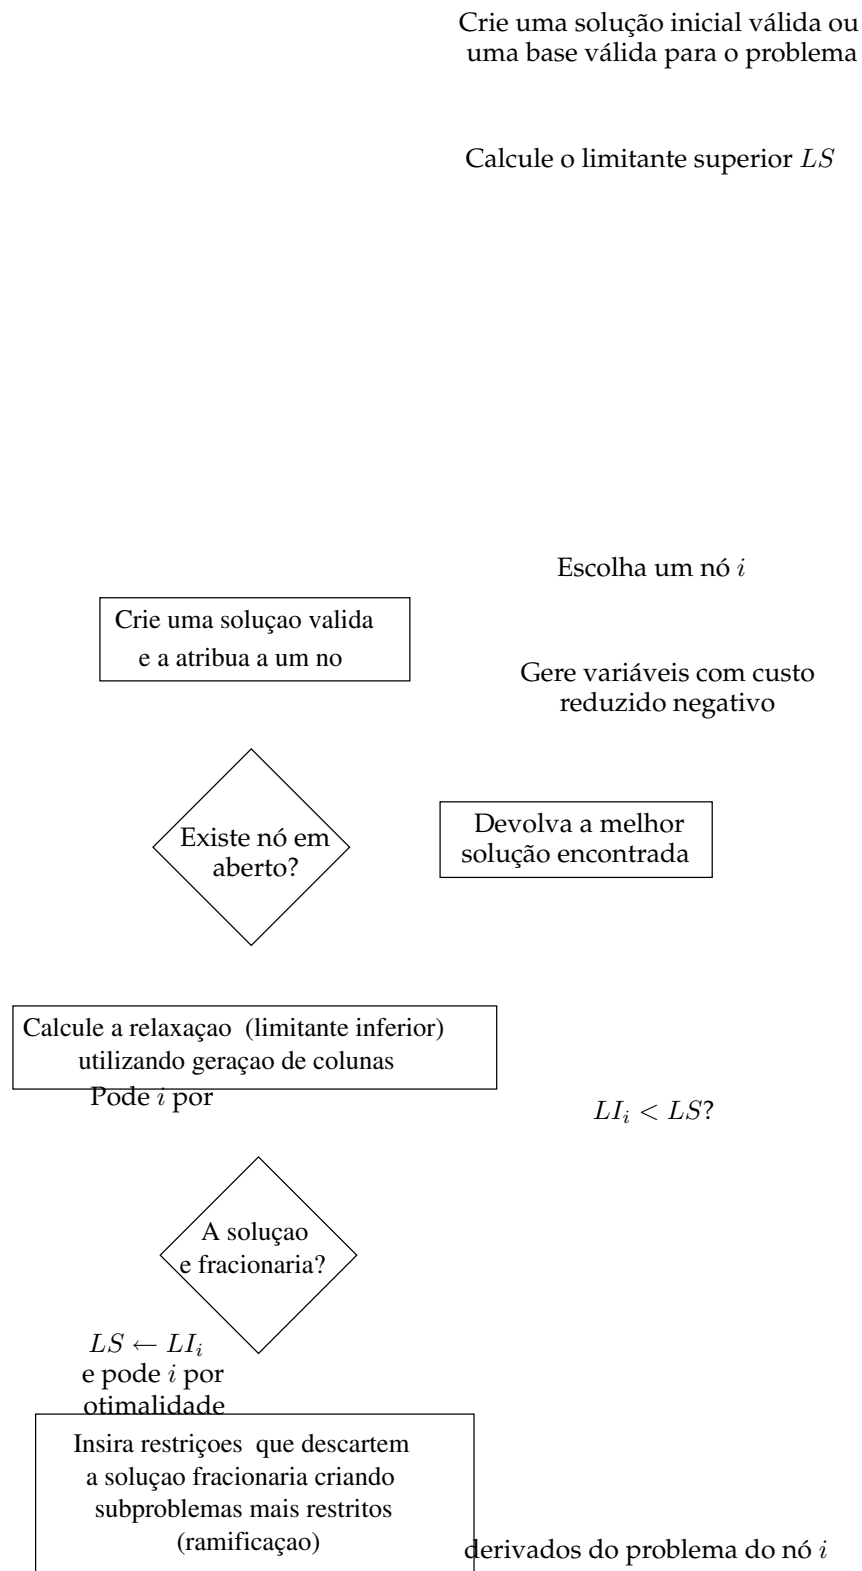 Crie uma solução inicial válida ou
uma base válida para o problema
Calcule o limitante superior LS
Escolha um nó i
Crie uma soluçao valida
e a atribua a um no
Gere variáveis com custo
reduzido negativo
Existe nó em
aberto?
Devolva a melhor
solução encontrada
Calcule a relaxaçao (limitante inferior)
utilizando geraçao de colunas
Pode i por
LI_i < LS?
A soluçao
e fracionaria?
LS ← LI_i
e pode i por
otimalidade
Insira restriçoes que descartem
a soluçao fracionaria criando
subproblemas mais restritos
(ramificaçao)
derivados do problema do nó i